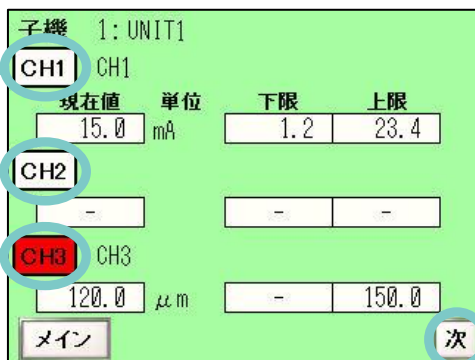 子機 1:UNIT1
CH1 CH1
現在値 単位 下限 上限
15.0 mA 1.2 23.4
CH2
- - -
CH3 CH3
120.0 μm - 150.0
メイン 次